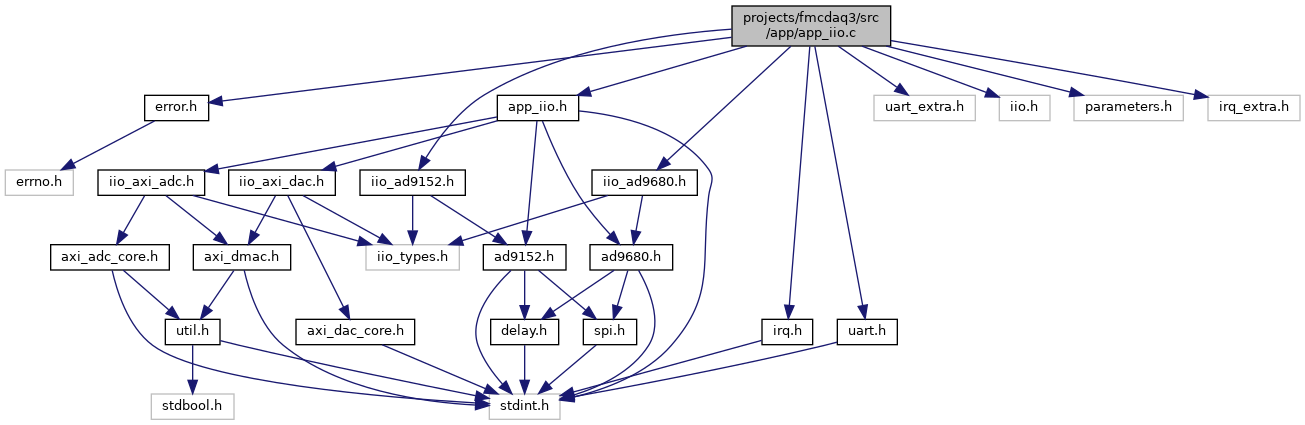 projects/fmcdaq3/src
/app/app_iio.c
error.h
app_iio.h
uart_extra.h
iio.h
parameters.h
irq_extra.h
errno.h
iio_axi_adc.h
iio_axi_dac.h
iio_ad9152.h
iio_ad9680.h
axi_adc_core.h
axi_dmac.h
iio_types.h
ad9152.h
ad9680.h
util.h
axi_dac_core.h
delay.h
spi.h
irq.h
uart.h
stdbool.h
stdint.h